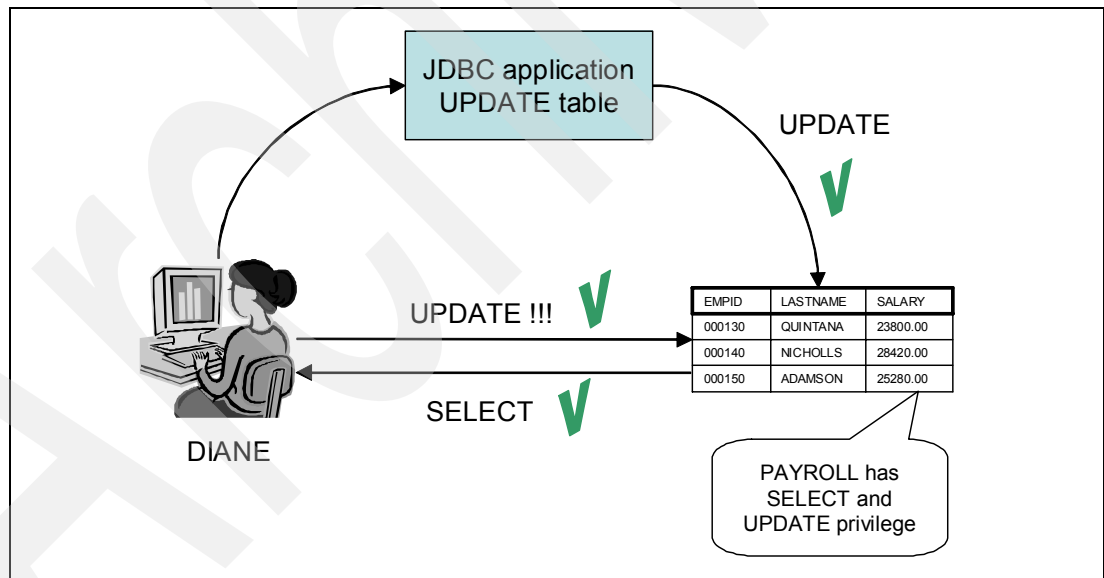 JDBC application
UPDATE table
UPDATE
UPDATE !!!
SELECT
DIANE
EMPID LASTNAME SALARY
000130 QUINTANA 23800.00
000140 NICHOLLS 28420.00
000150 ADAMSON 25280.00
PAYROLL has
SELECT and
UPDATE privilege